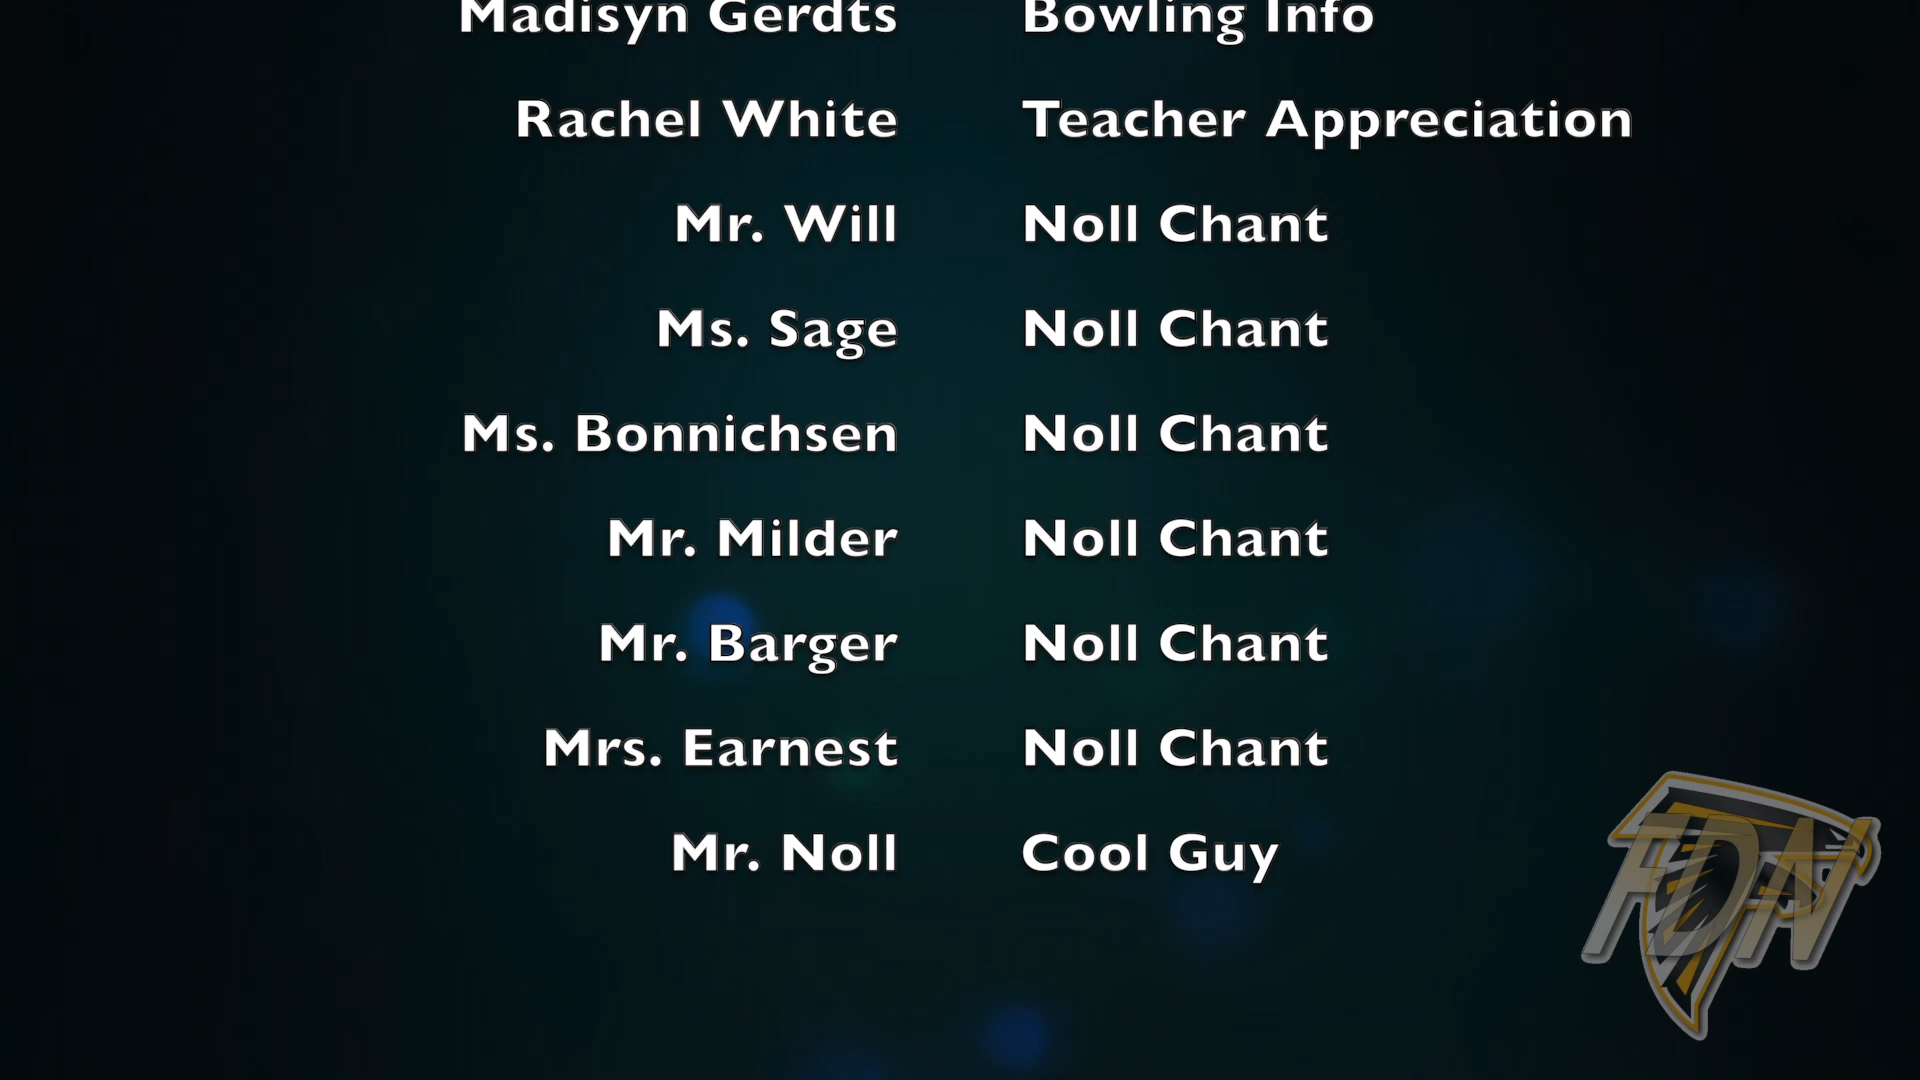 Madisyn Gerdts Bowling Info
Rachel White Teacher Appreciation
Mr. Will Noll Chant
Ms. Sage Noll Chant
Ms. Bonnichsen Noll Chant
Mr. Milder Noll Chant
Mr. Barger Noll Chant
Mrs. Earnest Noll Chant
Mr. Noll Cool Guy
FDN